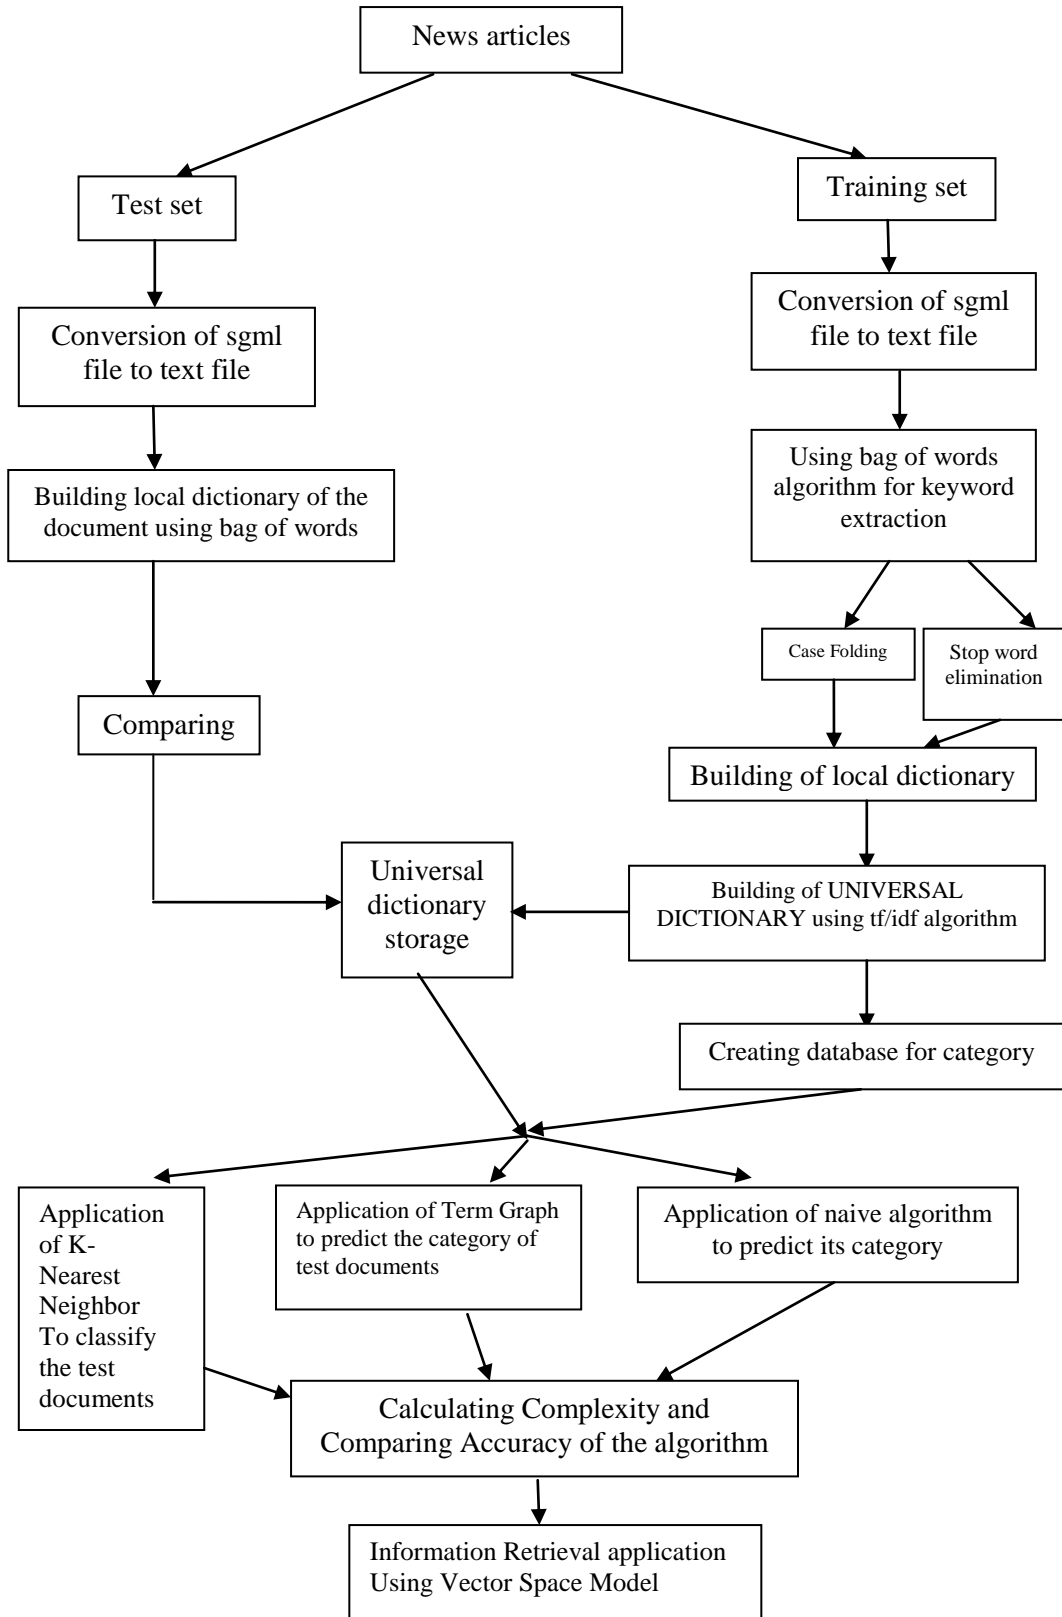 News articles
Test set
Training set
Conversion of sgml
file to text file
Conversion of sgml
file to text file
Building local dictionary of the
document using bag of words
Using bag of words
algorithm for keyword
extraction
Case Folding
Stop word
elimination
Comparing
Building of local dictionary
Universal
dictionary
storage
Building of UNIVERSAL
DICTIONARY using tf/idf algorithm
Creating database for category
Application
of K-
Nearest
Neighbor
To classify
the test
documents
Application of Term Graph
to predict the category of
test documents
Application of naive algorithm
to predict its category
Calculating Complexity and
Comparing Accuracy of the algorithm
Information Retrieval application
Using Vector Space Model